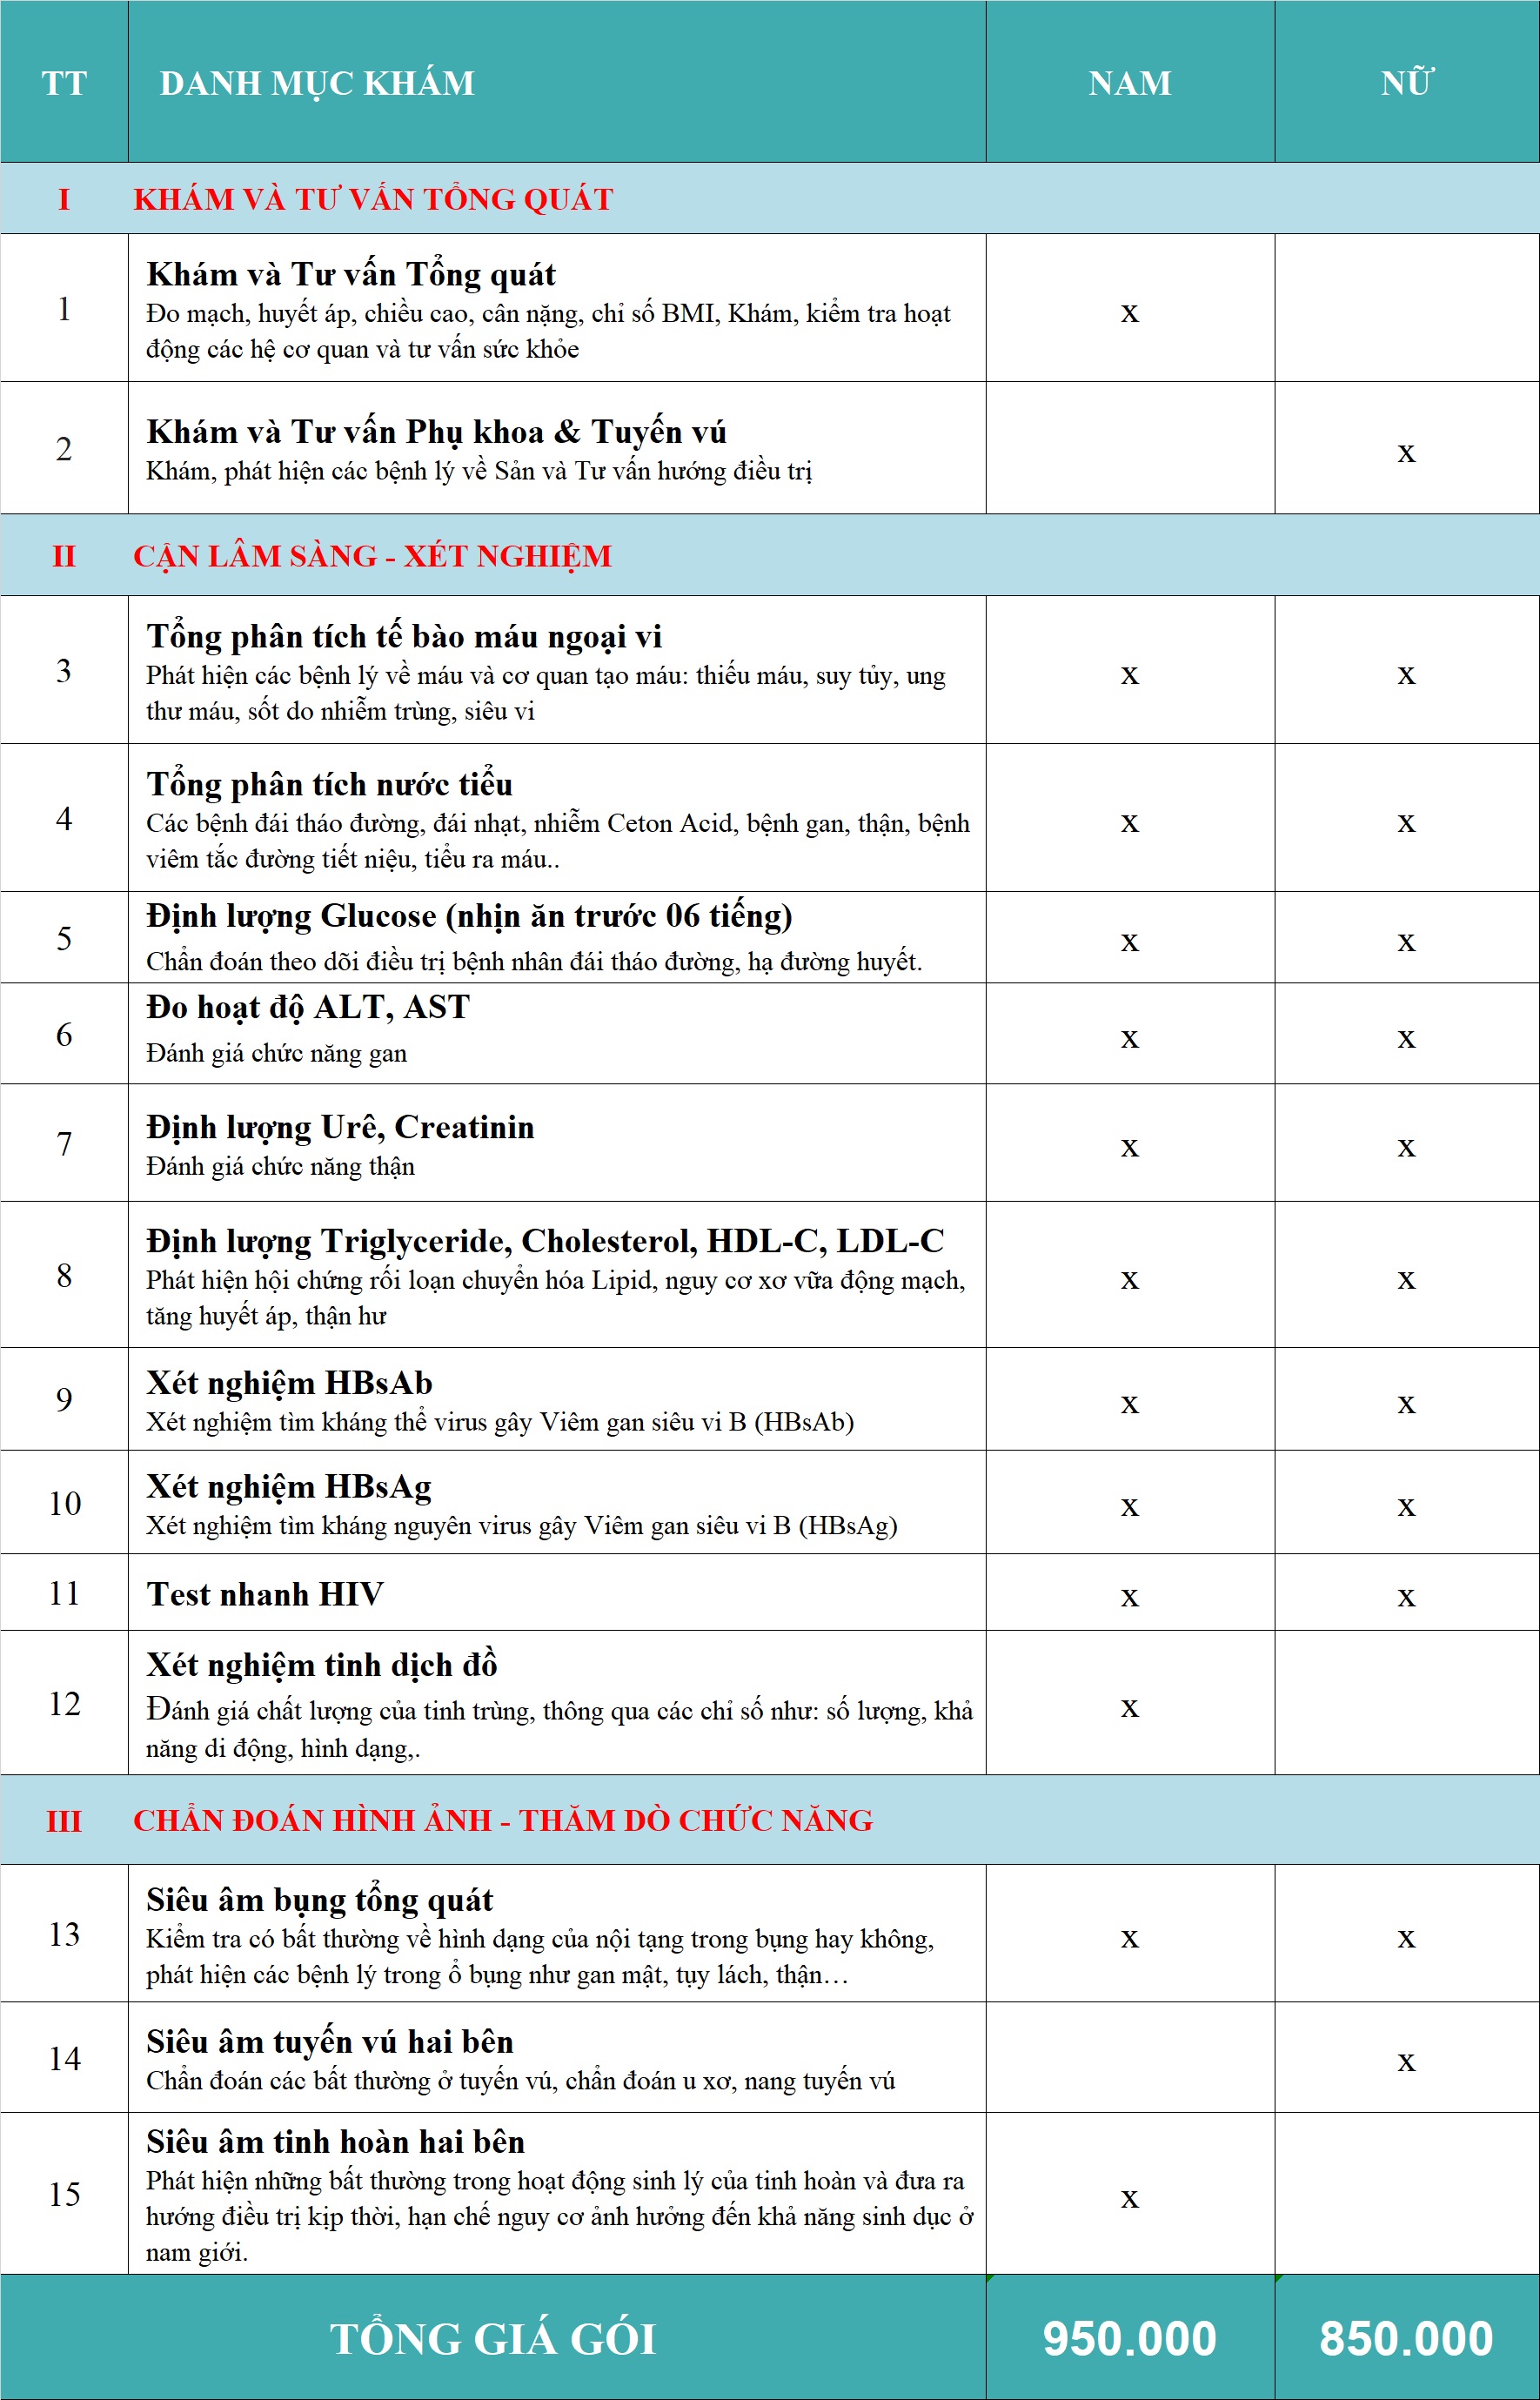 TT DANH MỤC KHÁM NAM NỮ
I KHÁM VÀ TƯ VẤN TỔNG QUÁT
1 Khám và Tư vấn Tổng quát
Đo mạch, huyết áp, chiều cao, cân nặng, chỉ số BMI, Khám, kiểm tra hoạt
động các hệ cơ quan và tư vấn sức khỏe
x
2 Khám và Tư vấn Phụ khoa & Tuyến vú
Khám, phát hiện các bệnh lý về Sản và Tư vấn hướng điều trị
x
II CẬN LÂM SÀNG - XÉT NGHIỆM
3 Tổng phân tích tế bào máu ngoại vi
Phát hiện các bệnh lý về máu và cơ quan tạo máu: thiếu máu, suy tủy, ung
thư máu, sốt do nhiễm trùng, siêu vi
x x
4 Tổng phân tích nước tiểu
Các bệnh đái tháo đường, đái nhạt, nhiễm Ceton Acid, bệnh gan, thận, bệnh
viêm tắc đường tiết niệu, tiểu ra máu..
x x
5 Định lượng Glucose (nhịn ăn trước 06 tiếng)
Chẩn đoán theo dõi điều trị bệnh nhân đái tháo đường, hạ đường huyết.
x x
6 Đo hoạt độ ALT, AST
Đánh giá chức năng gan
x x
7 Định lượng Urê, Creatinin
Đánh giá chức năng thận
x x
8 Định lượng Triglyceride, Cholesterol, HDL-C, LDL-C
Phát hiện hội chứng rối loạn chuyển hóa Lipid, nguy cơ xơ vữa động mạch,
tăng huyết áp, thận hư
x x
9 Xét nghiệm HBsAb
Xét nghiệm tìm kháng thể virus gây Viêm gan siêu vi B (HBsAb)
x x
10 Xét nghiệm HBsAg
Xét nghiệm tìm kháng nguyên virus gây Viêm gan siêu vi B (HBsAg)
x x
11 Test nhanh HIV x x
12 Xét nghiệm tinh dịch đồ
Đánh giá chất lượng của tinh trùng, thông qua các chỉ số như: số lượng, khả
năng di động, hình dạng,.
x
III CHẨN ĐOÁN HÌNH ẢNH - THĂM DÒ CHỨC NĂNG
13 Siêu âm bụng tổng quát
Kiểm tra có bất thường về hình dạng của nội tạng trong bụng hay không,
phát hiện các bệnh lý trong ổ bụng như gan mật, tụy lách, thận…
x x
14 Siêu âm tuyến vú hai bên
Chẩn đoán các bất thường ở tuyến vú, chẩn đoán u xơ, nang tuyến vú
x
15 Siêu âm tinh hoàn hai bên
Phát hiện những bất thường trong hoạt động sinh lý của tinh hoàn và đưa ra
hướng điều trị kịp thời, hạn chế nguy cơ ảnh hưởng đến khả năng sinh dục ở
nam giới.
x
TỔNG GIÁ GÓI 950.000 850.000